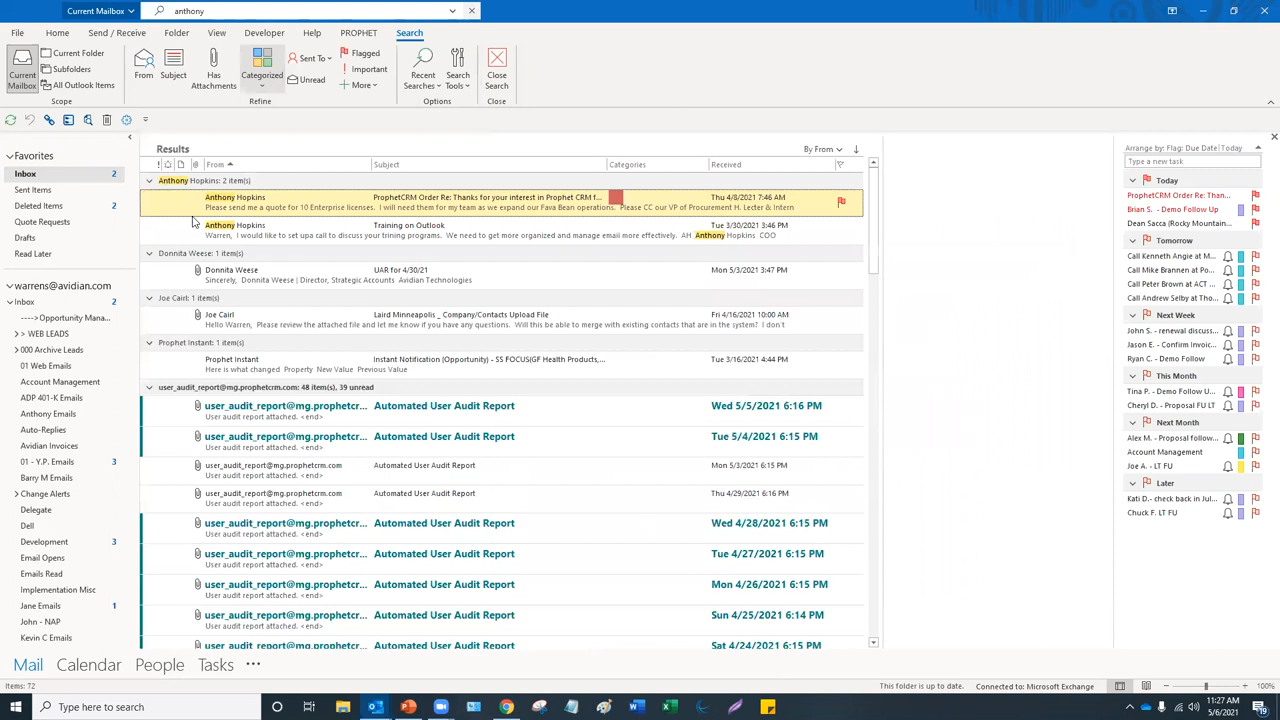 Current Mailbox
anthony
File Home Send / Receive Folder View Developer Help PROPHET Search
Current Folder
Subfolders
All Outlook Items
Current Mailbox
Scope
From
Subject
Has Attachments
Categorized
Sent To
Unread
Flagged
Important
More
Refine
Recent Searches
Search Tools
Options
Close Search
Close
Favorites
Inbox 2
Sent Items
Deleted Items 2
Quote Requests
Drafts
Read Later
warrens@avidian.com
Inbox 2
---->Opportunity Mana...
> > WEB LEADS
000 Archive Leads
01 Web Emails
Account Management
ADP 401-K Emails
Anthony Emails
Auto-Replies
Avidian Invoices
01 - Y.P. Emails 3
Barry M Emails
Change Alerts
Delegate
Dell
Development 3
Email Opens
Emails Read
Implementation Misc
Jane Emails 1
John - NAP
Kevin C Emails
Results
By From
! From Subject Categories Received
Anthony Hopkins: 2 item(s)
Anthony Hopkins ProphetCRM Order Re: Thanks for your interest in Prophet CRM f... Thu 4/8/2021 7:46 AM
Please send me a quote for 10 Enterprise licenses. I will need them for my team as we expand our Fava Bean operations. Please CC our VP of Procurement H. Lecter & Intern
Anthony Hopkins Training on Outlook Tue 3/30/2021 3:46 PM
Warren, I would like to set upa call to discuss your trining programs. We need to get more organized and manage email more effectively. AH Anthony Hopkins COO
Donnita Weese: 1 item(s)
Donnita Weese UAR for 4/30/21 Mon 5/3/2021 3:47 PM
Sincerely, Donnita Weese | Director, Strategic Accounts Avidian Technologies
Joe Cairl: 1 item(s)
Joe Cairl Laird Minneapolis _ Company/Contacts Upload File Fri 4/16/2021 10:00 AM
Hello Warren, Please review the attached file and let me know if you have any questions. Will this be able to merge with existing contacts that are in the system? I don't
Prophet Instant: 1 item(s)
Prophet Instant Instant Notification (Opportunity) - SS FOCUS(GF Health Products,... Tue 3/16/2021 4:44 PM
Here is what changed Property New Value Previous Value
user_audit_report@mg.prophetcrm.com: 48 item(s), 39 unread
user_audit_report@mg.prophetcr... Automated User Audit Report Wed 5/5/2021 6:16 PM
User audit report attached. <end>
user_audit_report@mg.prophetcr... Automated User Audit Report Tue 5/4/2021 6:15 PM
User audit report attached. <end>
user_audit_report@mg.prophetcrm.com Automated User Audit Report Mon 5/3/2021 6:15 PM
User audit report attached. <end>
user_audit_report@mg.prophetcrm.com Automated User Audit Report Thu 4/29/2021 6:16 PM
User audit report attached. <end>
user_audit_report@mg.prophetcr... Automated User Audit Report Wed 4/28/2021 6:15 PM
User audit report attached. <end>
user_audit_report@mg.prophetcr... Automated User Audit Report Tue 4/27/2021 6:15 PM
User audit report attached. <end>
user_audit_report@mg.prophetcr... Automated User Audit Report Mon 4/26/2021 6:15 PM
User audit report attached. <end>
user_audit_report@mg.prophetcr... Automated User Audit Report Sun 4/25/2021 6:14 PM
User audit report attached. <end>
user_audit_report@mg.prophetcr... Automated User Audit Report Sat 4/24/2021 6:15 PM
Arrange by: Flag: Due Date Today
Type a new task
Today
ProphetCRM Order Re: Than...
Brian S. - Demo Follow Up
Dean Sacca (Rocky Mountain...
Tomorrow
Call Kenneth Angie at M...
Call Mike Brannen at Po...
Call Peter Brown at ACT ...
Call Andrew Selby at Tho...
Next Week
John S. - renewal discuss...
Jason E. - Confirm Invoic...
Ryan C. - Demo Follow
This Month
Tina P. - Demo Follow U...
Cheryl D. - Proposal FU LT
Next Month
Alex M. - Proposal follow...
Account Management
Joe A. - LT FU
Later
Kati D.- check back in Jul...
Chuck F. LT FU
Mail Calendar People Tasks •••
Items: 72
This folder is up to date. Connected to: Microsoft Exchange 100%
Type here to search
11:27 AM
5/6/2021
19